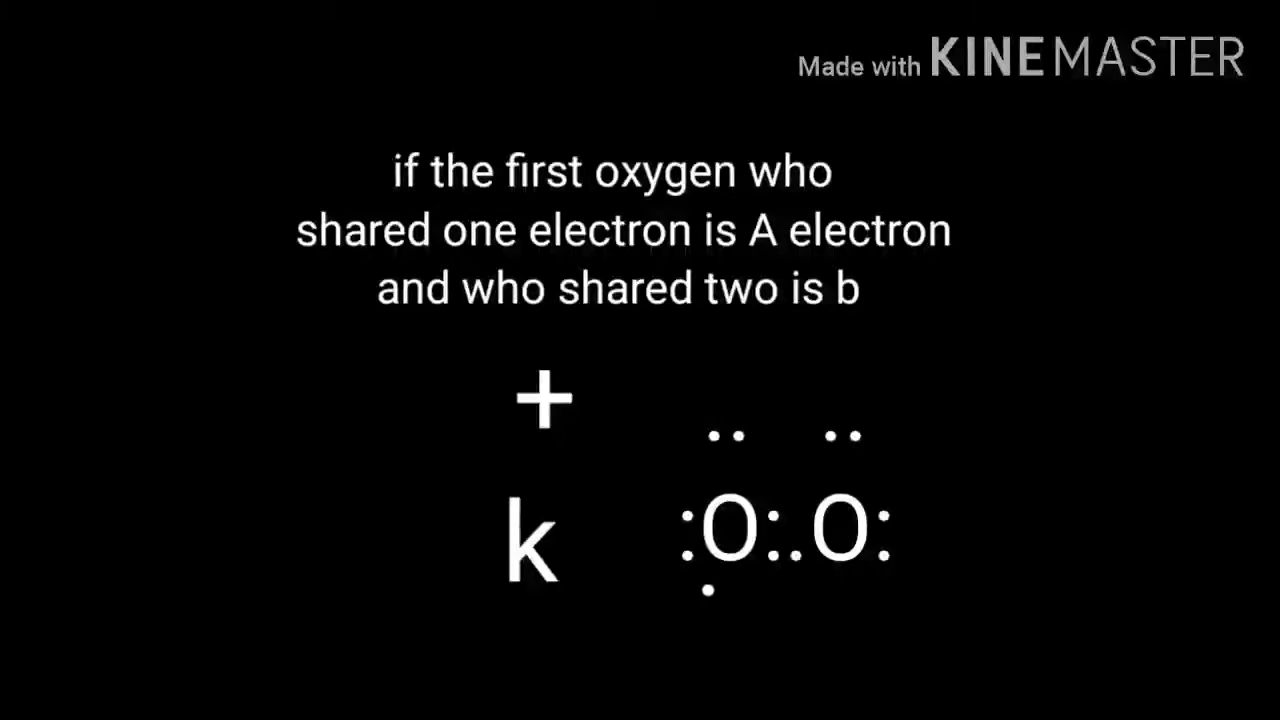 Made with KINEMASTER
if the first oxygen who
shared one electron is A electron
and who shared two is b
+
.. ..
k :O:.O:
.